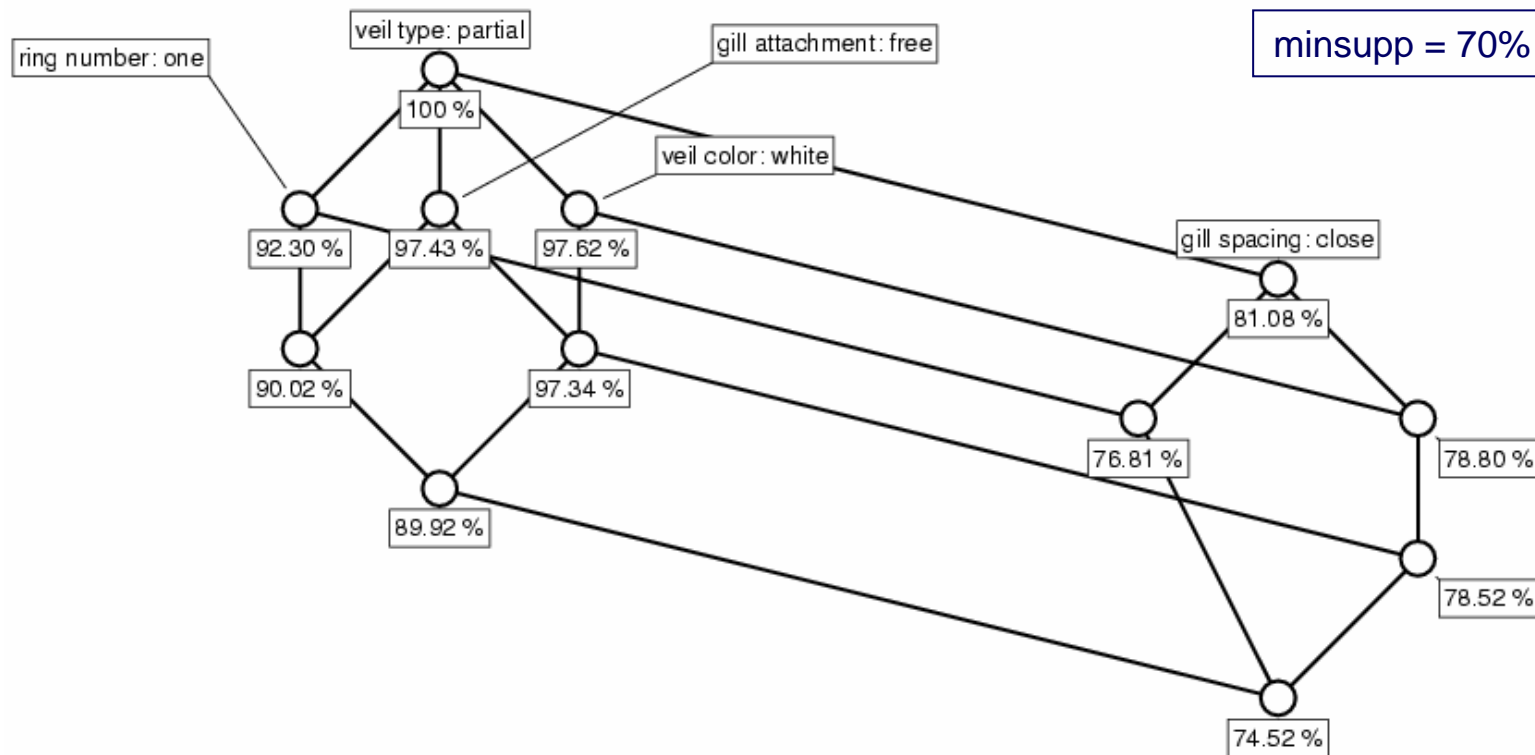 veil type: partial
ring number: one
gill attachment: free
minsupp = 70%
100 %
veil color: white
92.30 %
97.43 %
97.62 %
gill spacing: close
81.08 %
90.02 %
97.34 %
76.81 %
78.80 %
89.92 %
78.52 %
74.52 %